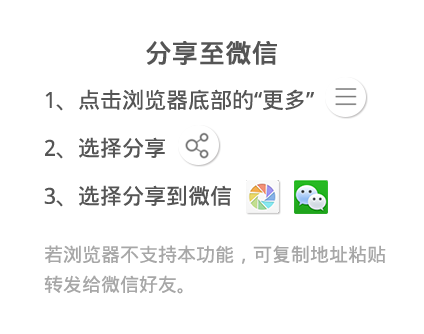 分享至微信
1、点击浏览器底部的“更多”
2、选择分享
3、选择分享到微信
若浏览器不支持本功能，可复制地址粘贴
转发给微信好友。